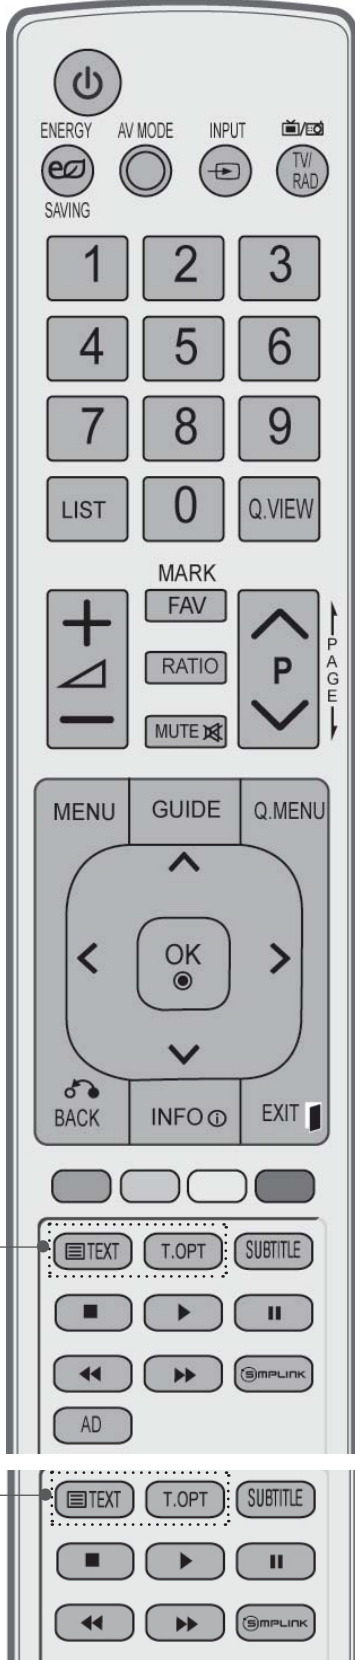 ENERGY AV MODE INPUT
TV/
RAD
SAVING
1 2 3
4 5 6
7 8 9
LIST 0 Q.VIEW
MARK
FAV
RATIO P PAGE
MUTE
MENU GUIDE Q.MENU
OK
BACK INFO EXIT
TEXT T.OPT SUBTITLE
SIMPLINK
AD
TEXT T.OPT SUBTITLE
SIMPLINK